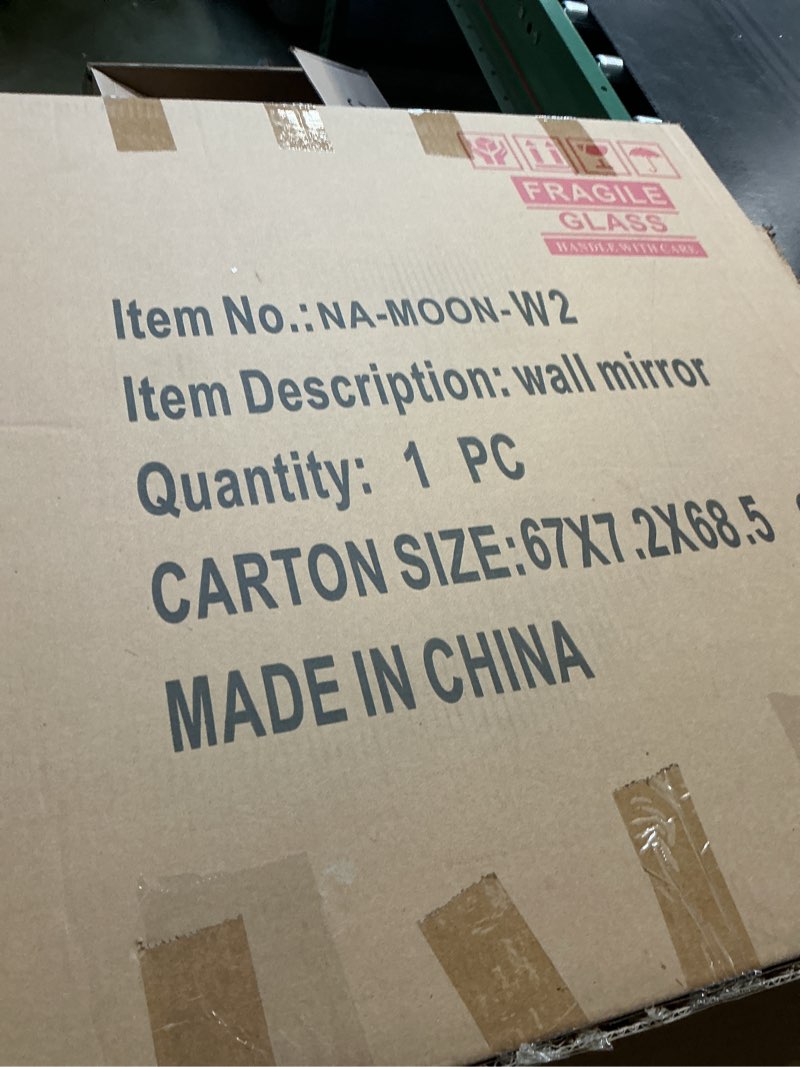 FRAGILE
GLASS
HANDLE WITH CARE
Item No.:NA-MOON-W2
Item Description: wall mirror
Quantity: 1 PC
CARTON SIZE:67X7.2X68.5
MADE IN CHINA